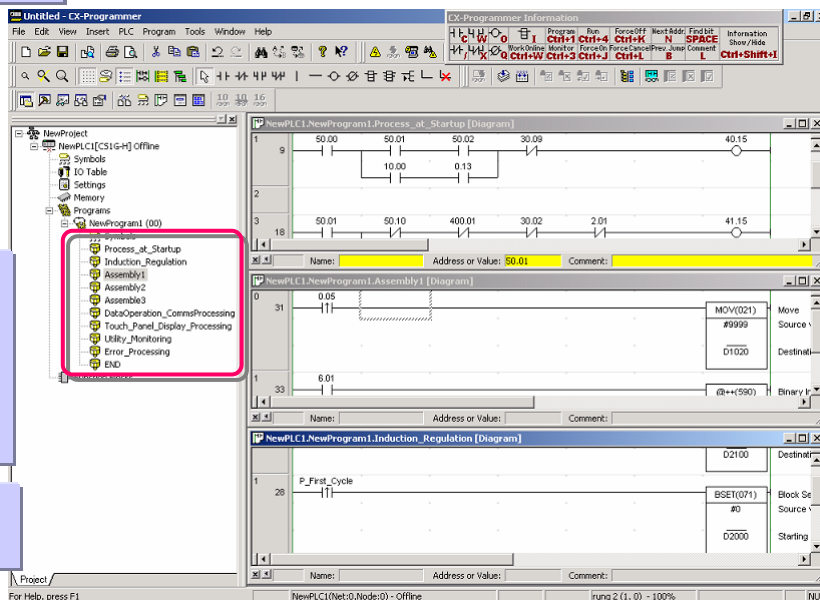 Untitled - CX-Programmer
File Edit View Insert PLC Program Tools Window Help
CX-Programmer Information
C W O I Program Ctrl+1 Run Ctrl+4 ForceOff Ctrl+K Next Addr. N Find bit SPACE Information Show/Hide
/ X Q Work Online Ctrl+W Monitor Ctrl+3 Force On Ctrl+J Force Cancel Ctrl+L Prev. Jump B Comment L Ctrl+Shift+I
10 10 16
NewProject
NewPLC1[CS1G-H] Offline
Symbols
IO Table
Settings
Memory
Programs
NewProgram1 (00)
Symbols
Process_at_Startup
Induction_Regulation
Assembly1
Assembly2
Assemble3
DataOperation_CommsProcessing
Touch_Panel_Display_Processing
Utility_Monitoring
Error_Processing
END
Project
NewPLC1.NewProgram1.Process_at_Startup [Diagram]
1 50.00 50.01 50.02 30.09 40.15
9
10.00 0.13
2
3 50.01 50.10 400.01 30.02 2.01 41.15
18
Name: Address or Value: 50.01 Comment:
NewPLC1.NewProgram1.Assembly1 [Diagram]
0 0.05
31 MOV(021) Move
#9999 Source
D1020 Destinati
1 6.01
33 @++(590) Binary Ir
Name: Address or Value: Comment:
NewPLC1.NewProgram1.Induction_Regulation [Diagram]
D2100 Destinati
1 P_First_Cycle
28 BSET(071) Block Se
#0 Source
D2000 Starting
Name: Address or Value: Comment:
For Help, press F1 NewPLC1(Net:0,Node:0) - Offline rung 2 (1, 0) - 100% NU